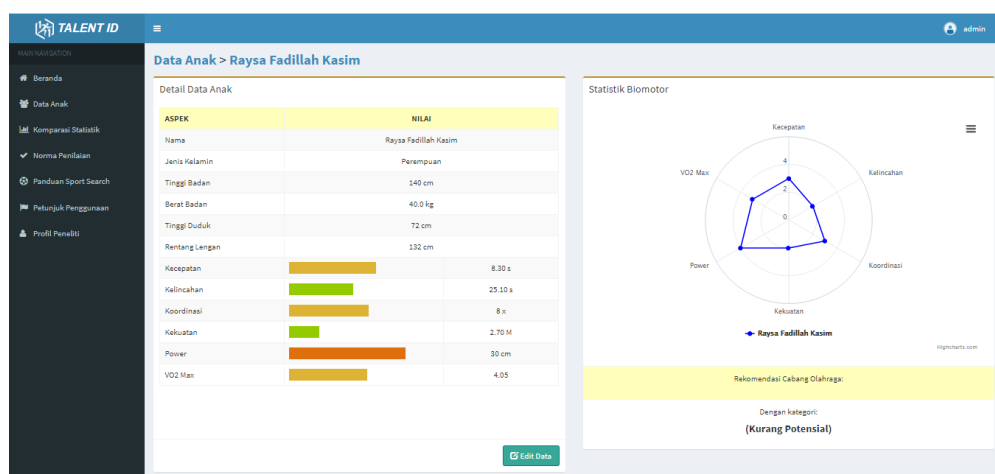 TALENT ID
admin
MAIN NAVIGATION
Beranda
Data Anak
Komparasi Statistik
Norma Penilaian
Panduan Sport Search
Petunjuk Penggunaan
Profil Peneliti
Data Anak > Raysa Fadillah Kasim
Detail Data Anak
ASPEK NILAI
Nama Raysa Fadillah Kasim
Jenis Kelamin Perempuan
Tinggi Badan 140 cm
Berat Badan 40.0 kg
Tinggi Duduk 72 cm
Rentang Lengan 132 cm
Kecepatan 8.30 s
Kelincahan 25.10 s
Koordinasi 8 x
Kekuatan 2.70 M
Power 30 cm
VO2 Max 4.05
Edit Data
Statistik Biomotor
Kecepatan
4
VO2 Max
Kelincahan
2
0
Power
Koordinasi
Kekuatan
Raysa Fadillah Kasim
Highcharts.com
Rekomendasi Cabang Olahraga:
Dengan kategori:
(Kurang Potensial)